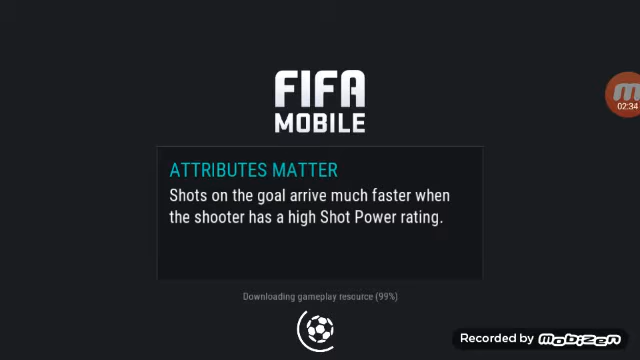 FIFA
MOBILE
02:34
ATTRIBUTES MATTER
Shots on the goal arrive much faster when
the shooter has a high Shot Power rating.
Downloading gameplay resource (99%)
Recorded by mobizen